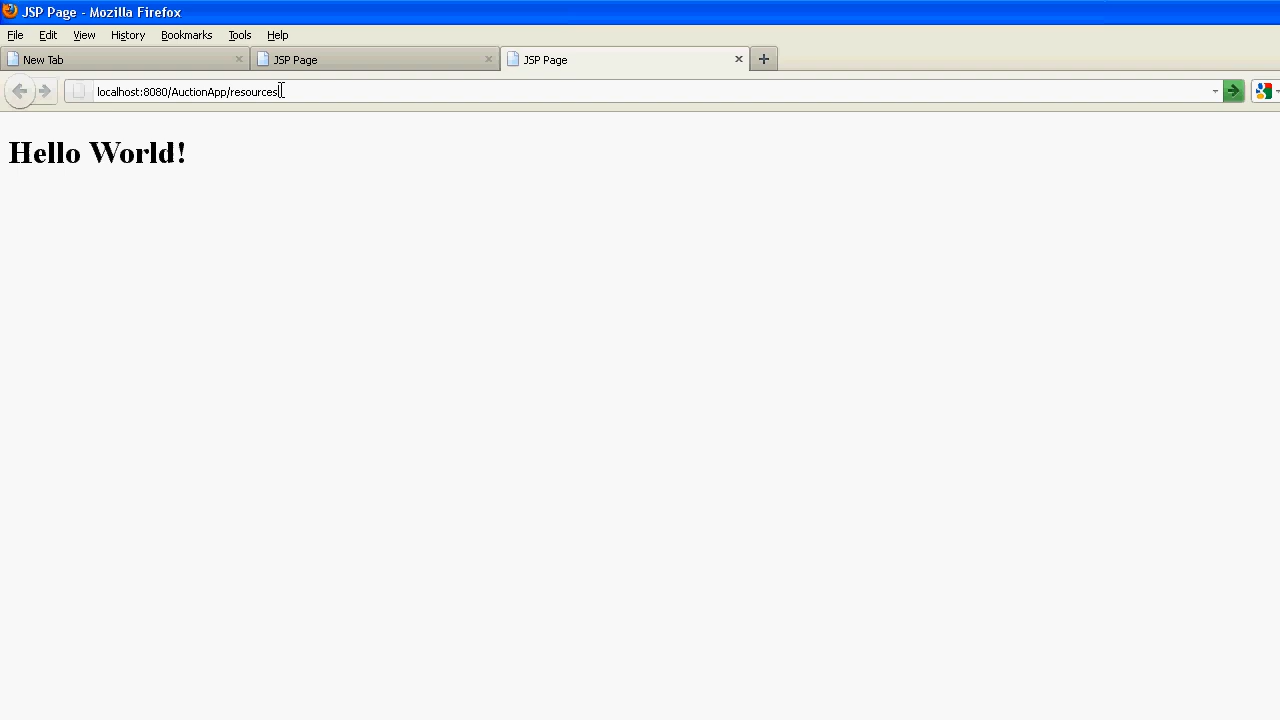 JSP Page - Mozilla Firefox
File Edit View History Bookmarks Tools Help
New Tab JSP Page JSP Page
localhost:8080/AuctionApp/resources
Hello World!